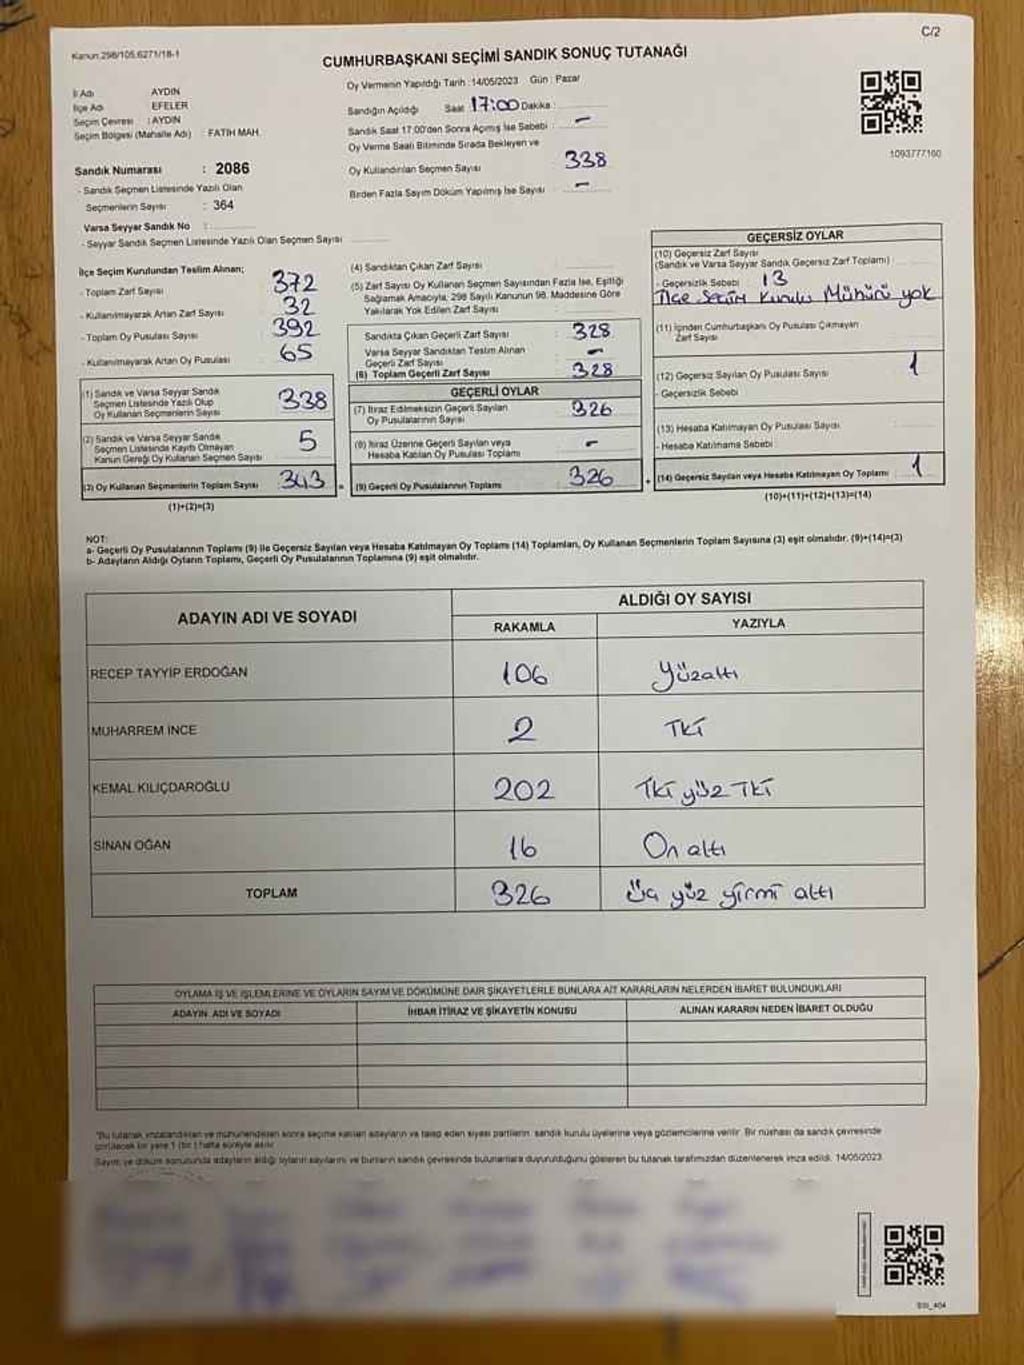 C/2
Kanun:298/105.6271/18-1
CUMHURBAŞKANI SEÇİMİ SANDIK SONUÇ TUTANAĞI
İl Adı AYDIN
İlçe Adı EFELER
Seçim Çevresi : AYDIN
Seçim Bölgesi (Mahalle Adı) : FATİH MAH.
Sandık Numarası : 2086
- Sandık Seçmen Listesinde Yazılı Olan
Seçmenlerin Sayısı : 364
Varsa Seyyar Sandık No :
- Seyyar Sandık Seçmen Listesinde Yazılı Olan Seçmen Sayısı
Oy Vermenin Yapıldığı Tarih : 14/05/2023 Gün : Pazar
Sandığın Açıldığı Saat 17:00 Dakika :
Sandık Saat 17:00'den Sonra Açılmış İse Sebebi : -
Oy Verme Saati Bitiminde Sırada Bekleyen ve
Oy Kullandırılan Seçmen Sayısı 338
Birden Fazla Sayım Döküm Yapılmış İse Sayısı : -
1093777160
İlçe Seçim Kurulundan Teslim Alınan;
- Toplam Zarf Sayısı 372
- Kullanılmayarak Artan Zarf Sayısı 32
- Toplam Oy Pusulası Sayısı 392
- Kullanılmayarak Artan Oy Pusulası 65
(1) Sandık ve Varsa Seyyar Sandık
Seçmen Listesinde Yazılı Olup
Oy Kullanan Seçmenlerin Sayısı 338
(2) Sandık ve Varsa Seyyar Sandık
Seçmen Listesinde Kayıtlı Olmayan
Kanun Gereği Oy Kullanan Seçmen Sayısı 5
(3) Oy Kullanan Seçmenlerin Toplam Sayısı 343 =
(1)+(2)=(3)
(4) Sandıktan Çıkan Zarf Sayısı
(5) Zarf Sayısı Oy Kullanan Seçmen Sayısından Fazla İse, Eşitliği
Sağlamak Amacıyla; 298 Sayılı Kanunun 98. Maddesine Göre
Yakılarak Yok Edilen Zarf Sayısı :
Sandıkta Çıkan Geçerli Zarf Sayısı 328
Varsa Seyyar Sandıktan Teslim Alınan
Geçerli Zarf Sayısı -
(6) Toplam Geçerli Zarf Sayısı 328
GEÇERLİ OYLAR
(7) İtiraz Edilmeksizin Geçerli Sayılan
Oy Pusulalarının Sayısı 326
(8) İtiraz Üzerine Geçerli Sayılan veya
Hesaba Katılan Oy Pusulası Toplamı -
(9) Geçerli Oy Pusulalarının Toplamı 326 +
GEÇERSİZ OYLAR
(10) Geçersiz Zarf Sayısı
(Sandık ve Varsa Seyyar Sandık Geçersiz Zarf Toplamı) :
- Geçersizlik Sebebi 13
İlçe Seçim Kurulu Mührü yok
(11) İçinden Cumhurbaşkanı Oy Pusulası Çıkmayan
Zarf Sayısı
(12) Geçersiz Sayılan Oy Pusulası Sayısı 1
- Geçersizlik Sebebi
(13) Hesaba Katılmayan Oy Pusulası Sayısı
- Hesaba Katılmama Sebebi
(14) Geçersiz Sayılan veya Hesaba Katılmayan Oy Toplamı 1
(10)+(11)+(12)+(13)=(14)
NOT:
a- Geçerli Oy Pusulalarının Toplamı (9) ile Geçersiz Sayılan veya Hesaba Katılmayan Oy Toplamı (14) Toplamları, Oy Kullanan Seçmenlerin Toplam Sayısına (3) eşit olmalıdır. (9)+(14)=(3)
b- Adayların Aldığı Oyların Toplamı, Geçerli Oy Pusulalarının Toplamına (9) eşit olmalıdır.
ADAYIN ADI VE SOYADI
ALDIĞI OY SAYISI
RAKAMLA YAZIYLA
RECEP TAYYİP ERDOĞAN 106 Yüzaltı
MUHARREM İNCE 2 İKİ
KEMAL KILIÇDAROĞLU 202 İKİ yüz İKİ
SİNAN OĞAN 16 On altı
TOPLAM 326 Üç yüz yirmi altı
OYLAMA İŞ VE İŞLEMLERİNE VE OYLARIN SAYIM VE DÖKÜMÜNE DAİR ŞİKAYETLERLE BUNLARA AİT KARARLARIN NELERDEN İBARET BULUNDUKLARI
ADAYIN ADI VE SOYADI İHBAR İTİRAZ VE ŞİKAYETİN KONUSU ALINAN KARARIN NEDEN İBARET OLDUĞU
*Bu tutanak imzalandıktan ve mühürlendikten sonra seçime katılan adayların ve talep eden siyasi partilerin sandık kurulu üyelerine veya gözlemcilerine verilir. Bir nüshası da sandık çevresinde
görülecek bir yere 1 (bir) hafta süreyle asılır.
Sayım ve döküm sonucunda adayların aldığı oyların sayılarını ve bunların sandık çevresinde bulunanlara duyurulduğunu gösteren bu tutanak tarafımızdan düzenlenerek imza edildi. 14/05/2023